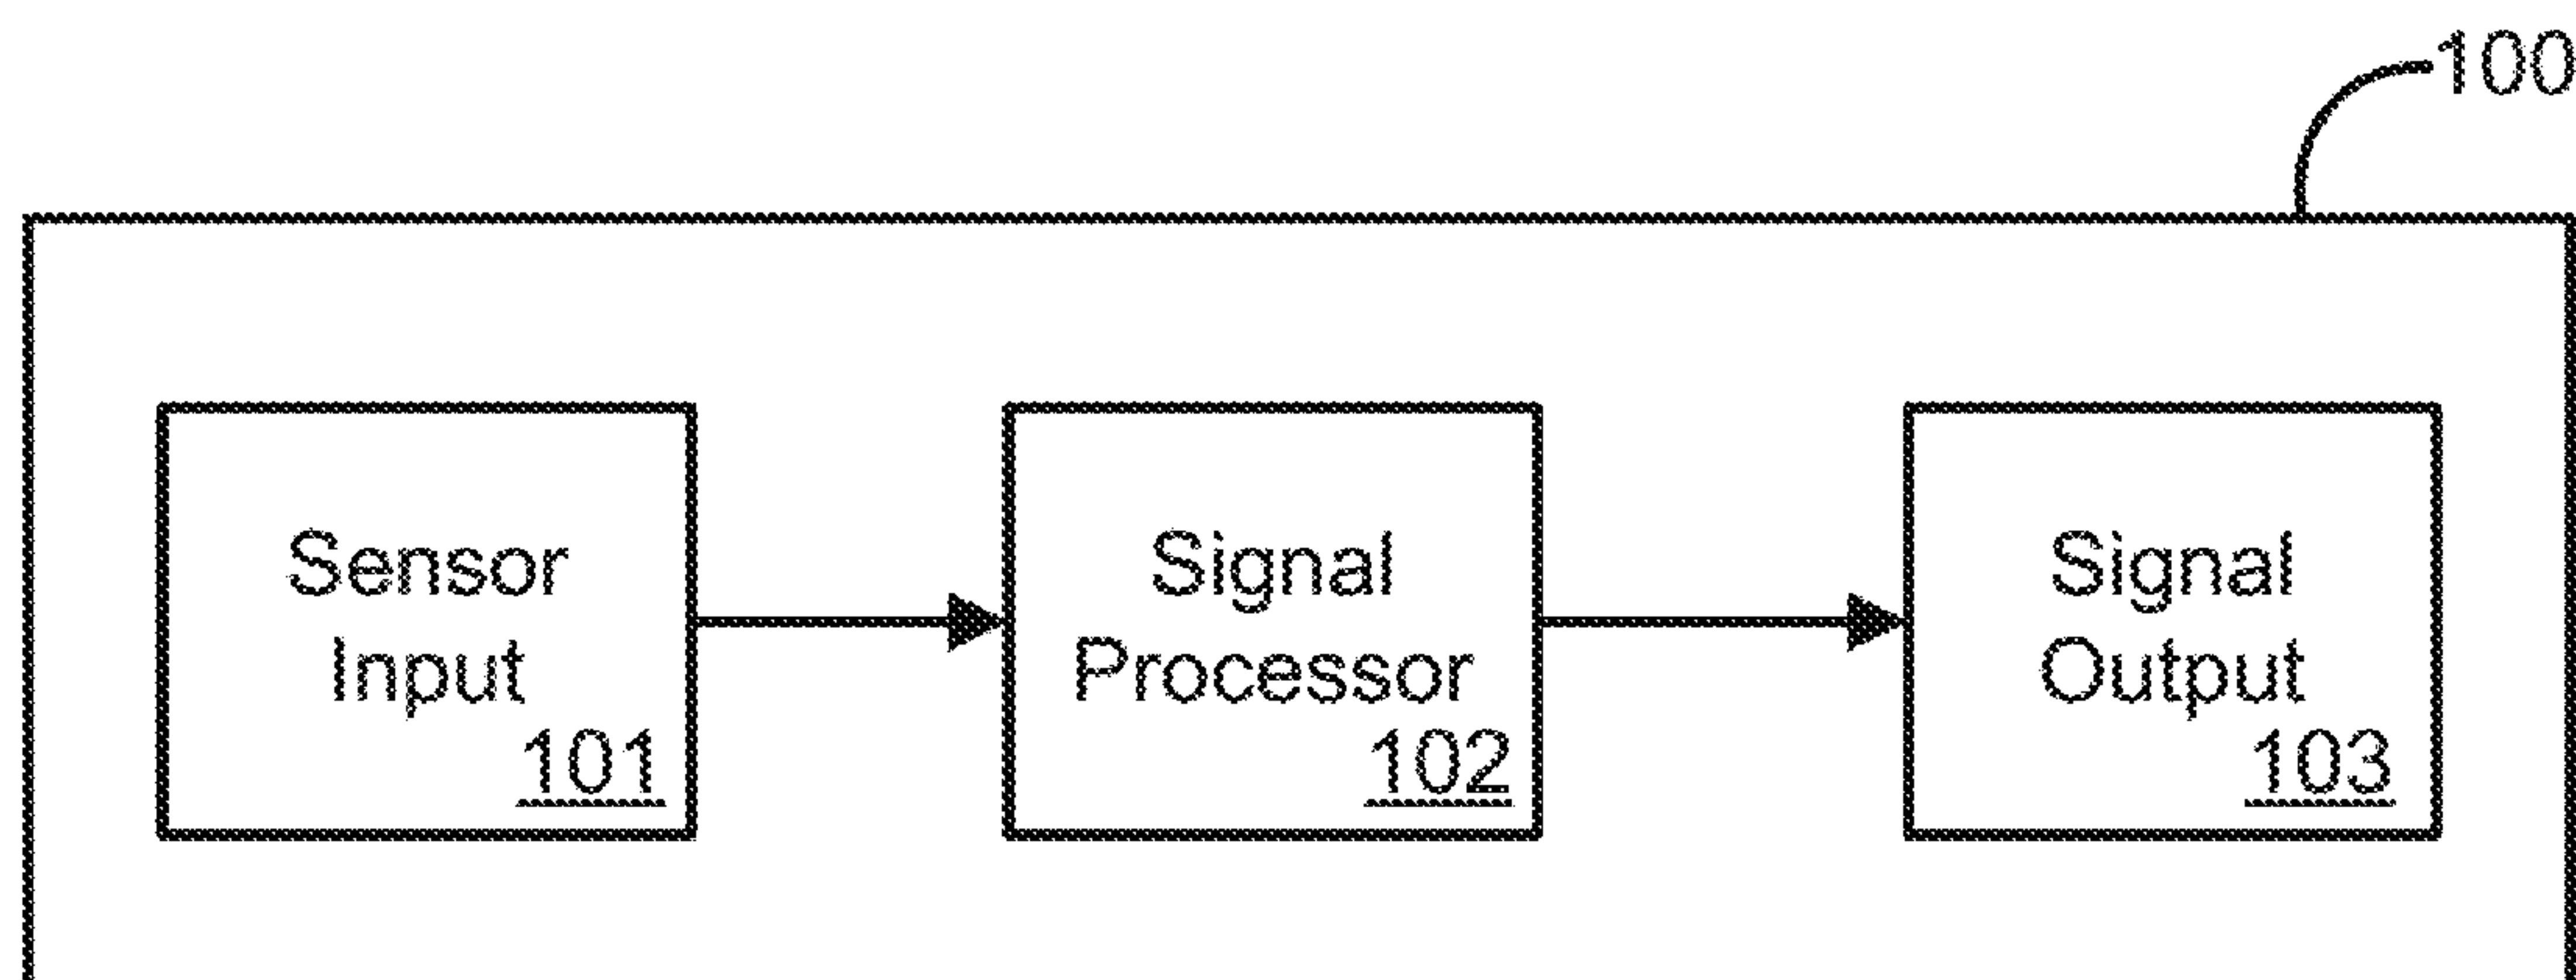 100
Sensor
Input
101
Signal
Processor
102
Signal
Output
103